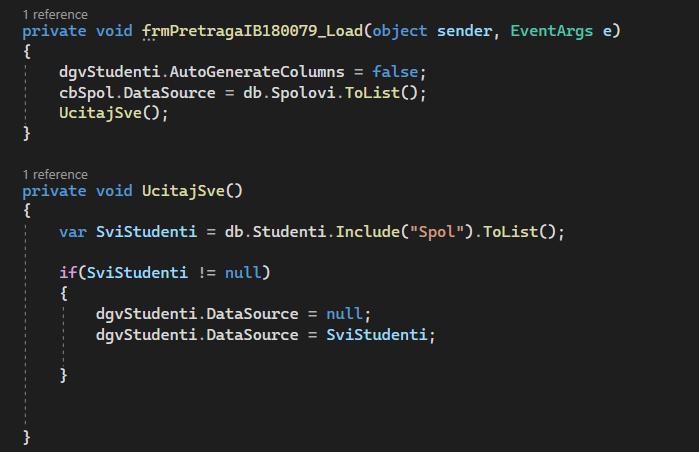 1 reference
private void frmPretragaIB180079_Load(object sender, EventArgs e)
{
dgvStudenti.AutoGenerateColumns = false;
cbSpol.DataSource = db.Spolovi.ToList();
UcitajSve();
}
1 reference
private void UcitajSve()
{
var SviStudenti = db.Studenti.Include("Spol").ToList();
if(SviStudenti != null)
{
dgvStudenti.DataSource = null;
dgvStudenti.DataSource = SviStudenti;
}
}